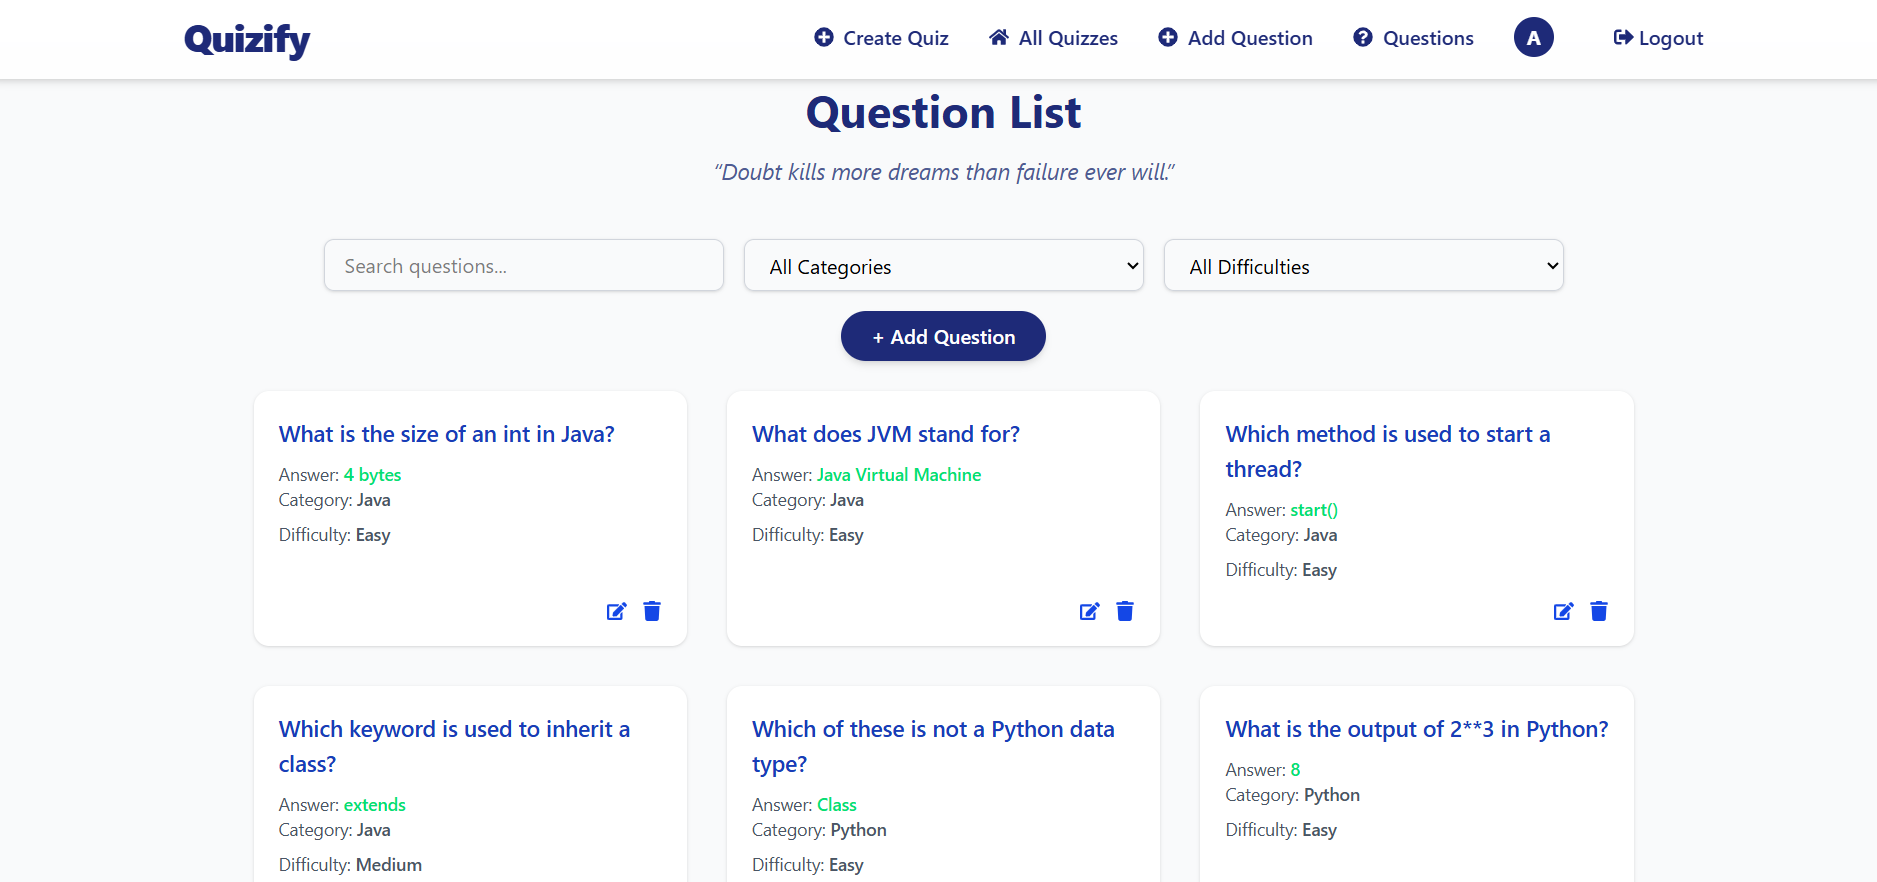 Quizify
Create Quiz
All Quizzes
Add Question
Questions
A
Logout
Question List
“Doubt kills more dreams than failure ever will.”
Search questions...
All Categories
All Difficulties
+ Add Question
What is the size of an int in Java?
Answer: 4 bytes
Category: Java
Difficulty: Easy
What does JVM stand for?
Answer: Java Virtual Machine
Category: Java
Difficulty: Easy
Which method is used to start a
thread?
Answer: start()
Category: Java
Difficulty: Easy
Which keyword is used to inherit a
class?
Answer: extends
Category: Java
Difficulty: Medium
Which of these is not a Python data
type?
Answer: Class
Category: Python
Difficulty: Easy
What is the output of 2**3 in Python?
Answer: 8
Category: Python
Difficulty: Easy